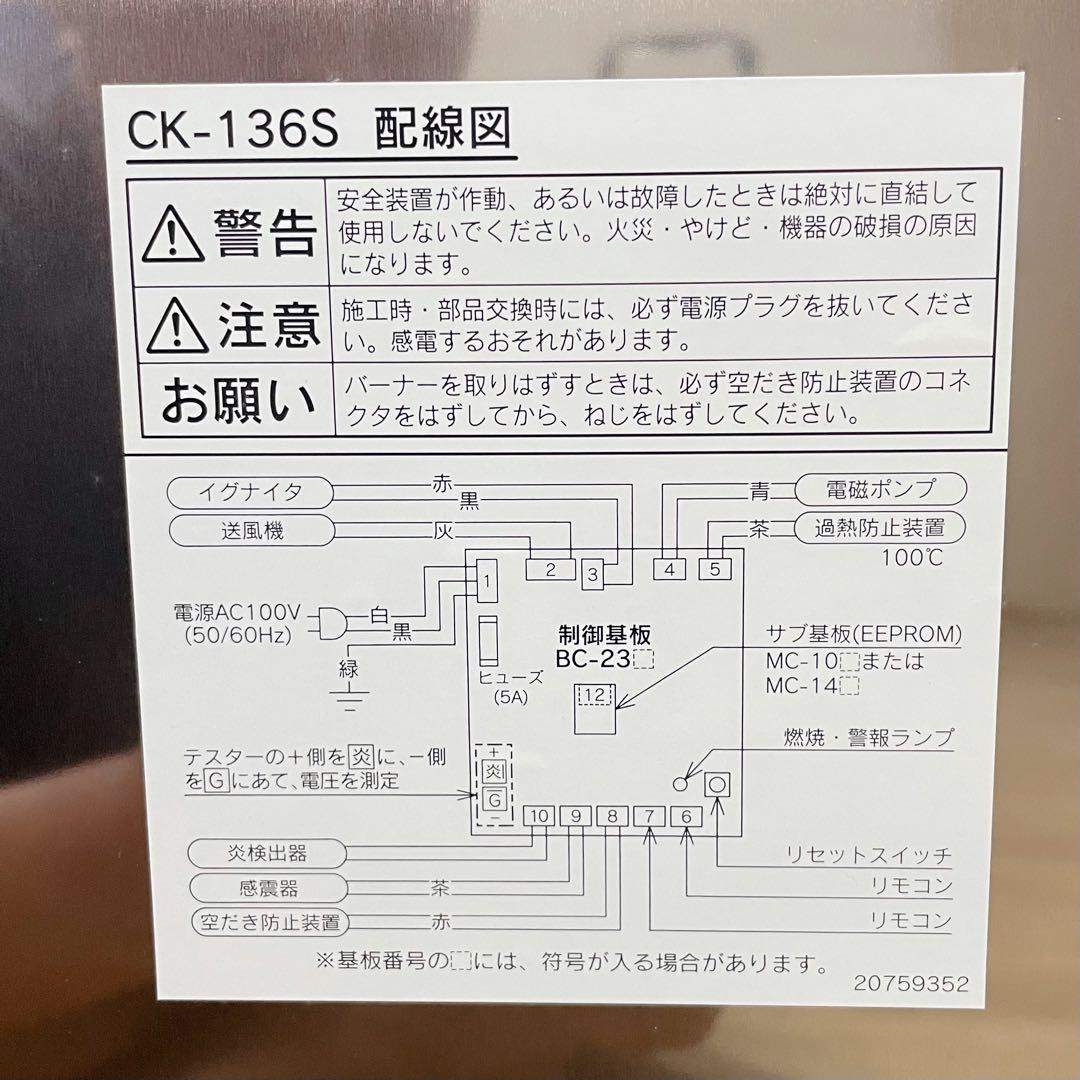 CK-136S 配線図
警告
安全装置が作動、あるいは故障したときは絶対に直結して
使用しないでください。火災・やけど・機器の破損の原因
になります。
注意
施工時・部品交換時には、必ず電源プラグを抜いてくださ
い。感電するおそれがあります。
お願い
バーナーを取りはずすときは、必ず空だき防止装置のコネ
クタをはずしてから、ねじをはずしてください。
イグナイタ
赤
黒
青
電磁ポンプ
送風機
灰
茶
過熱防止装置
100℃
1
2
3
4
5
電源AC100V
(50/60Hz)
白
黒
緑
ヒューズ
(5A)
制御基板
BC-23
12
サブ基板(EEPROM)
MC-10または
MC-14
燃焼・警報ランプ
テスターの+側を炎に、-側
をGにあて、電圧を測定
+
炎
G
-
10
9
8
7
6
炎検出器
リセットスイッチ
感震器
茶
リモコン
空だき防止装置
赤
リモコン
※基板番号のには、符号が入る場合があります。
20759352